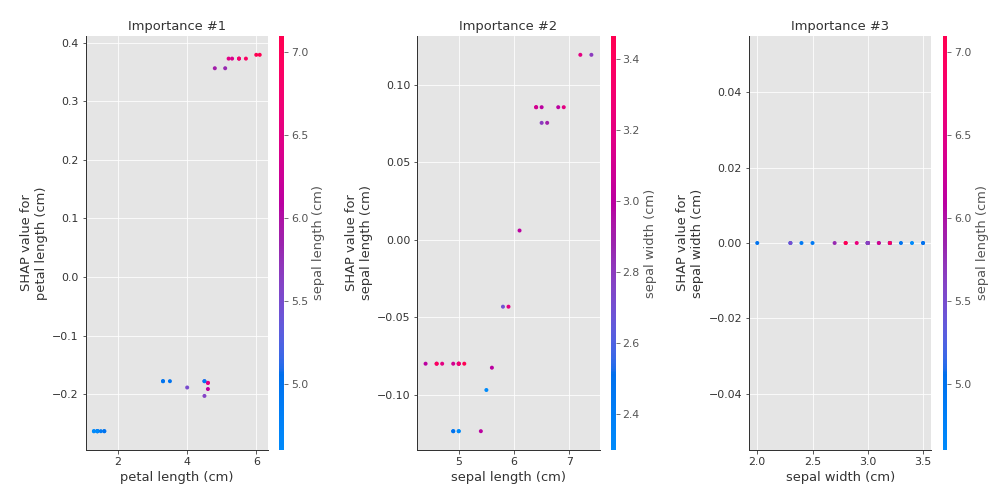 Importance #1
Importance #2
Importance #3
0.4
0.3
0.2
0.1
0.0
−0.1
−0.2
SHAP value for
petal length (cm)
2
4
6
petal length (cm)
7.0
6.5
6.0
5.5
5.0
sepal length (cm)
0.10
0.05
0.00
−0.05
−0.10
SHAP value for
sepal length (cm)
5
6
7
sepal length (cm)
3.4
3.2
3.0
2.8
2.6
2.4
sepal width (cm)
0.04
0.02
0.00
−0.02
−0.04
SHAP value for
sepal width (cm)
2.0
2.5
3.0
3.5
sepal width (cm)
7.0
6.5
6.0
5.5
5.0
sepal length (cm)